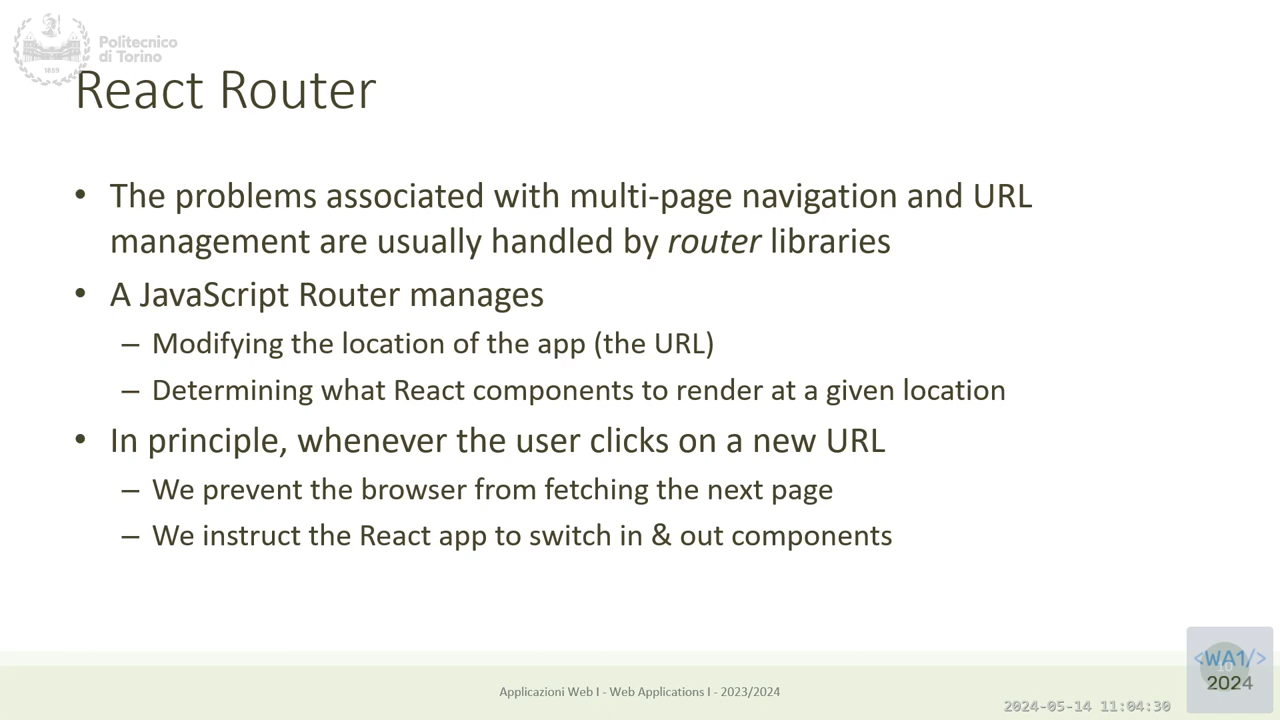 Politecnico
di Torino
1859
React Router
• The problems associated with multi-page navigation and URL
management are usually handled by router libraries
• A JavaScript Router manages
– Modifying the location of the app (the URL)
– Determining what React components to render at a given location
• In principle, whenever the user clicks on a new URL
– We prevent the browser from fetching the next page
– We instruct the React app to switch in & out components
Applicazioni Web I - Web Applications I - 2023/2024
<WA1/>
10
2024
2024-05-14 11:04:30